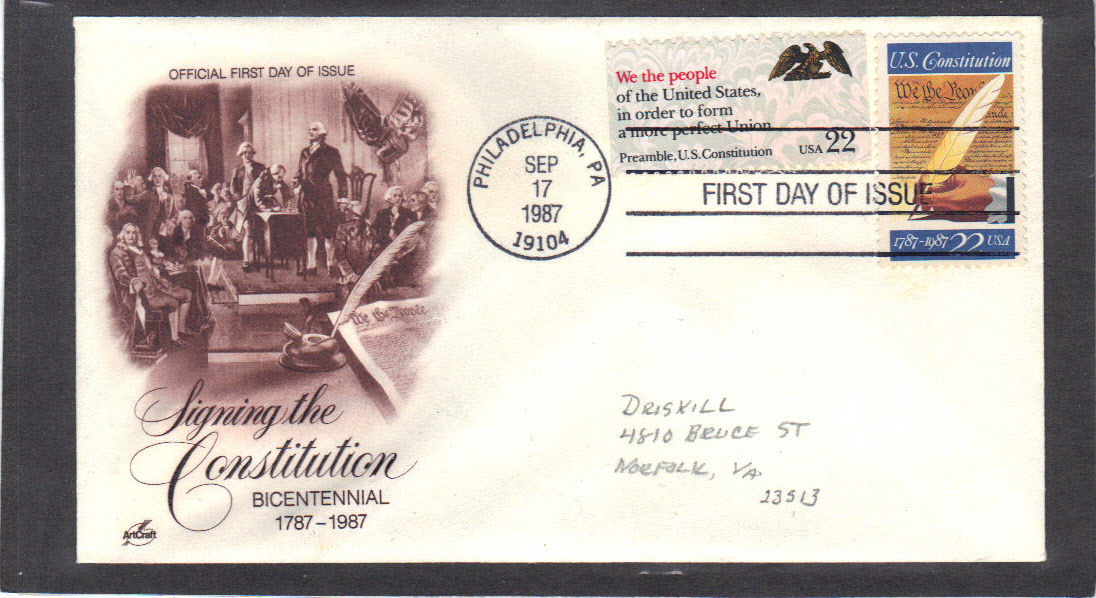 OFFICIAL FIRST DAY OF ISSUE
We the People
Signing the
Constitution
BICENTENNIAL
1787-1987
ArtCraft
PHILADELPHIA, PA
SEP
17
1987
19104
We the people
of the United States,
in order to form
a more perfect Union
Preamble, U.S. Constitution USA 22
U.S. Constitution
We the Peop
1787-1987 22 USA
FIRST DAY OF ISSUE
DRISKILL
4810 BRUCE ST
NORFOLK, VA
23513